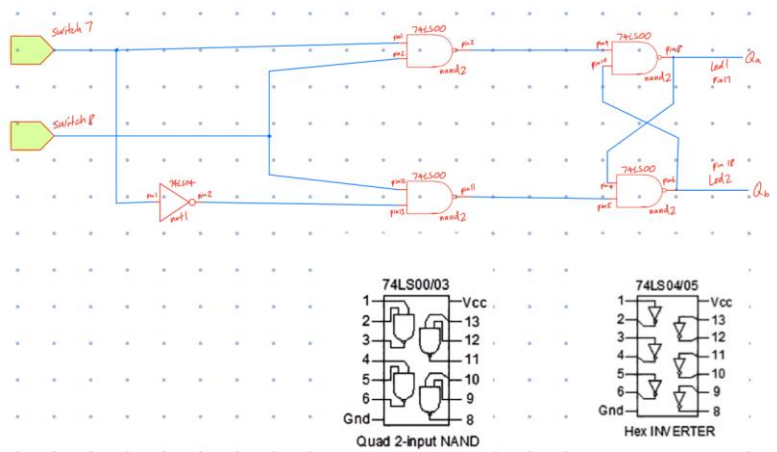 switch 7
74LS00
pin1
pin2
pin3
nand2
74LS00
pin9
pin10
pin8
nand2
Led1
pin17
Qa
switch 8
74LS04
pin1
pin2
not1
74LS00
pin12
pin13
pin11
nand2
74LS00
pin4
pin5
pin6
nand2
pin 18
Led2
Qb
74LS00/03
1
2
3
4
5
6
Gnd
Vcc
13
12
11
10
9
8
Quad 2-input NAND
74LS04/05
1
2
3
4
5
6
Gnd
Vcc
13
12
11
10
9
8
Hex INVERTER